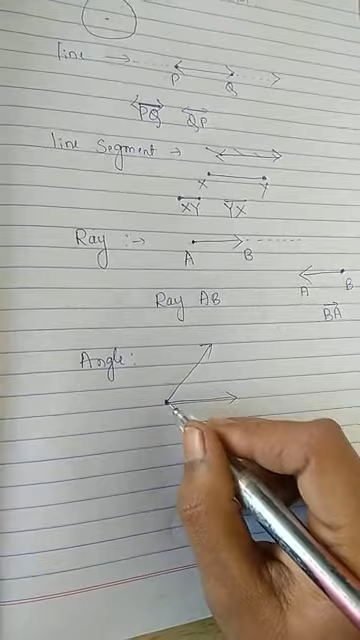 line →
P Q
PQ QP
line Segment →
X Y
XY YX
Ray :→
A B
A B
Ray AB
BA
Angle: